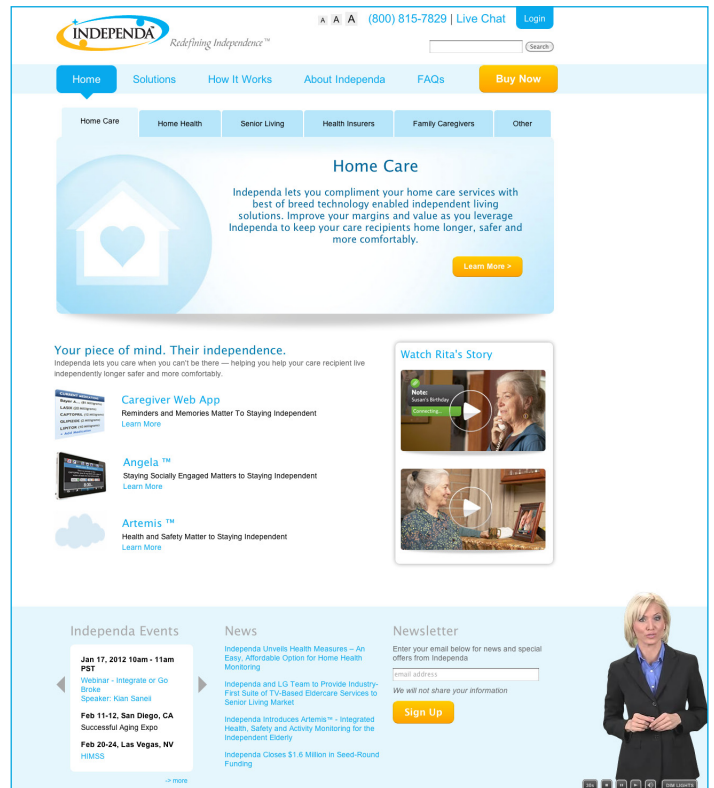 INDEPENDA
Redefining Independence™
A A A
(800) 815-7829 | Live Chat
Login
Search
Home
Solutions
How It Works
About Independa
FAQs
Buy Now
Home Care
Home Health
Senior Living
Health Insurers
Family Caregivers
Other
Home Care
Independa lets you compliment your home care services with
best of breed technology enabled independent living
solutions. Improve your margins and value as you leverage
Independa to keep your care recipients home longer, safer and
more comfortably.
Learn More >
Your piece of mind. Their independence.
Independa lets you care when you can't be there — helping you help your care recipient live
independently longer safer and more comfortably.
CURRENT MEDICATIONS
LASIX
CAPTOPRIL
GLIPIZIDE
LIPITOR
Caregiver Web App
Reminders and Memories Matter To Staying Independent
Learn More
Angela ™
Staying Socially Engaged Matters to Staying Independent
Learn More
Artemis ™
Health and Safety Matter to Staying Independent
Learn More
Watch Rita's Story
Note:
Susan's Birthday
Connecting...
Independa Events
Jan 17, 2012 10am - 11am
PST
Webinar - Integrate or Go
Broke
Speaker: Kian Saneii
Feb 11-12, San Diego, CA
Successful Aging Expo
Feb 20-24, Las Vegas, NV
HIMSS
-> more
News
Independa Unveils Health Measures – An
Easy, Affordable Option for Home Health
Monitoring
Independa and LG Team to Provide Industry-
First Suite of TV-Based Eldercare Services to
Senior Living Market
Independa Introduces Artemis™ - Integrated
Health, Safety and Activity Monitoring for the
Independent Elderly
Independa Closes $1.6 Million in Seed-Round
Funding
Newsletter
Enter your email below for news and special
offers from Independa
email address
We will not share your information
Sign Up
DIM LIGHTS